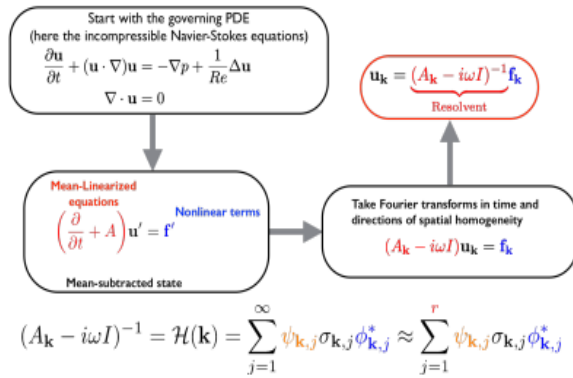 Start with the governing PDE
(here the incompressible Navier-Stokes equations)
∂u/∂t + (u · ∇)u = −∇p + 1/Re Δu
∇ · u = 0
u_k = (A_k − iωI)^{−1} f_k
Resolvent
Mean-Linearized
equations
Nonlinear terms
(∂/∂t + A) u′ = f′
Mean-subtracted state
Take Fourier transforms in time and
directions of spatial homogeneity
(A_k − iωI)u_k = f_k
(A_k − iωI)^{−1} = ℋ(k) = ∑_{j=1}^{∞} ψ_{k,j} σ_{k,j} ϕ*_{k,j} ≈ ∑_{j=1}^{r} ψ_{k,j} σ_{k,j} ϕ*_{k,j}